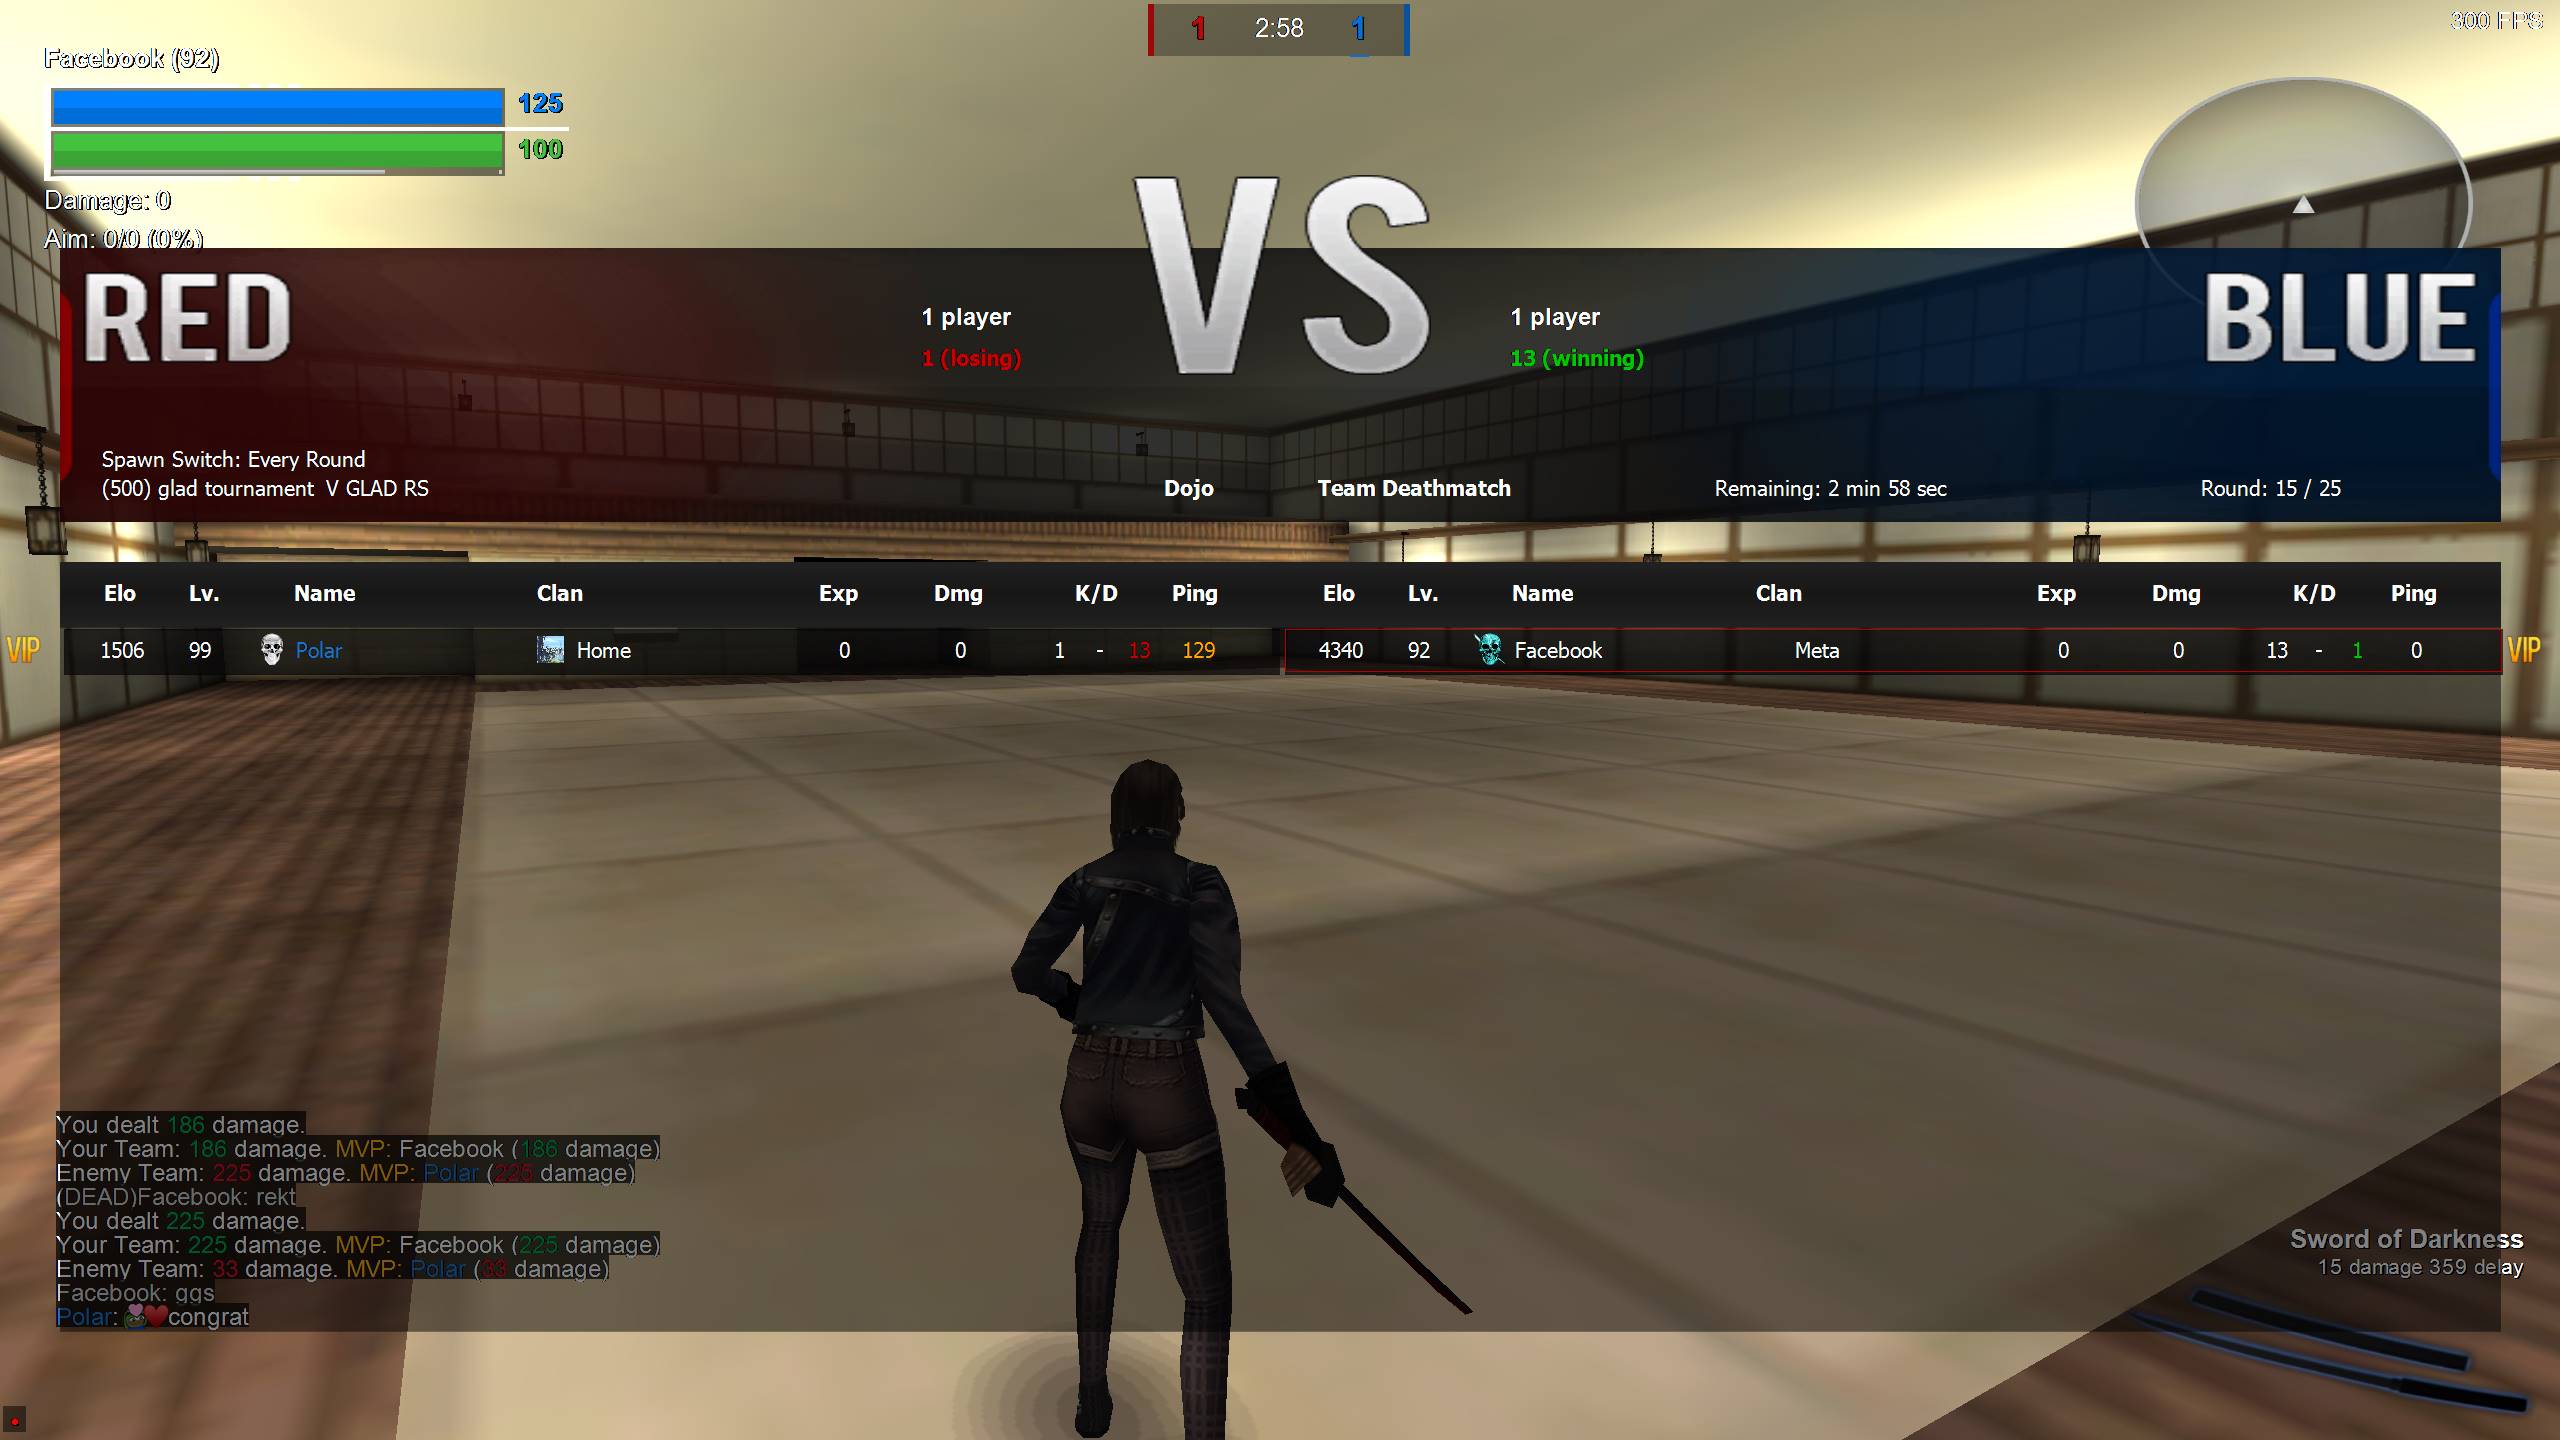 1 2:58 1
300 FPS
Facebook (92)
125
100
Damage: 0
Aim: 0/0 (0%)
VS
RED
BLUE
1 player
1 player
1 (losing)
13 (winning)
Spawn Switch: Every Round
(500) glad tournament V GLAD RS
Dojo
Team Deathmatch
Remaining: 2 min 58 sec
Round: 15 / 25
Elo Lv. Name Clan Exp Dmg K/D Ping Elo Lv. Name Clan Exp Dmg K/D Ping
VIP 1506 99 Polar Home 0 0 1 - 13 129 4340 92 Facebook Meta 0 0 13 - 1 0 VIP
You dealt 186 damage.
Your Team: 186 damage. MVP: Facebook (186 damage)
Enemy Team: 225 damage. MVP: Polar (225 damage)
(DEAD)Facebook: rekt
You dealt 225 damage.
Your Team: 225 damage. MVP: Facebook (225 damage)
Enemy Team: 33 damage. MVP: Polar (33 damage)
Facebook: ggs
Polar: ❤️congrat
Sword of Darkness
15 damage 359 delay